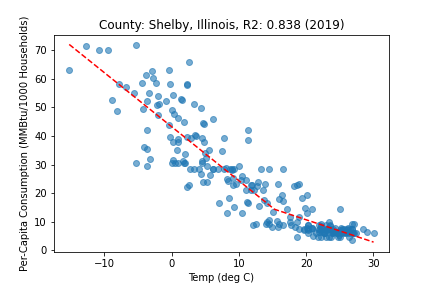 County: Shelby, Illinois, R2: 0.838 (2019)
Per-Capita Consumption (MMBtu/1000 Households)
70
60
50
40
30
20
10
0
−10 0 10 20 30
Temp (deg C)